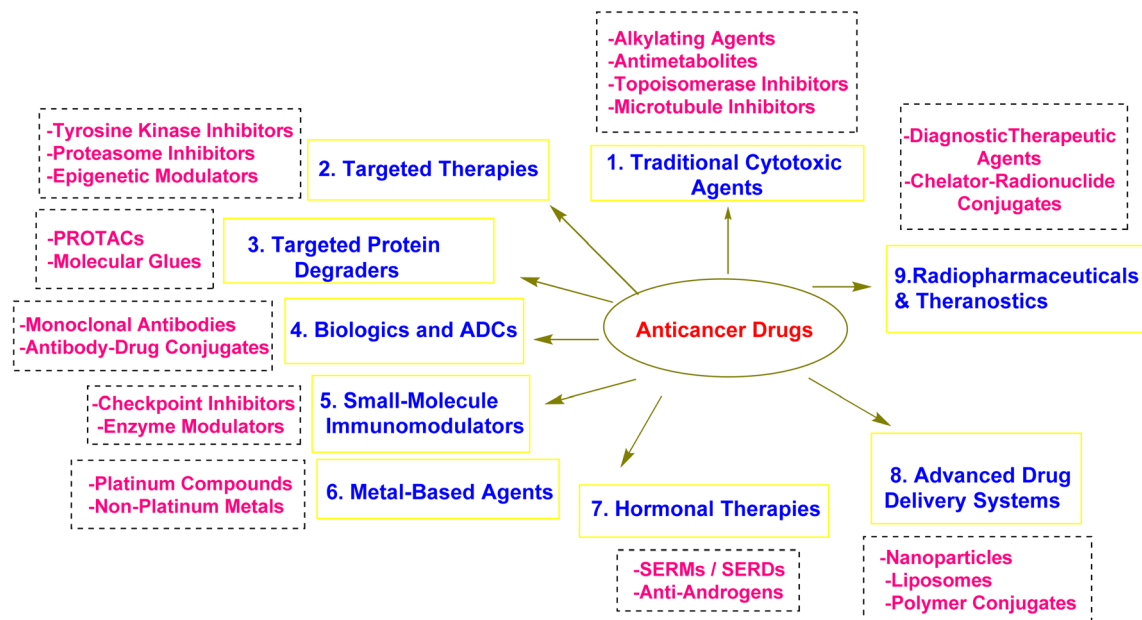 -Alkylating Agents
-Antimetabolites
-Topoisomerase Inhibitors
-Microtubule Inhibitors
1. Traditional Cytotoxic
Agents
-Tyrosine Kinase Inhibitors
-Proteasome Inhibitors
-Epigenetic Modulators
2. Targeted Therapies
-PROTACs
-Molecular Glues
3. Targeted Protein
Degraders
-Monoclonal Antibodies
-Antibody-Drug Conjugates
4. Biologics and ADCs
-Checkpoint Inhibitors
-Enzyme Modulators
5. Small-Molecule
Immunomodulators
-Platinum Compounds
-Non-Platinum Metals
6. Metal-Based Agents
7. Hormonal Therapies
-SERMs / SERDs
-Anti-Androgens
8. Advanced Drug
Delivery Systems
-Nanoparticles
-Liposomes
-Polymer Conjugates
-DiagnosticTherapeutic
Agents
-Chelator-Radionuclide
Conjugates
9.Radiopharmaceuticals
& Theranostics
Anticancer Drugs